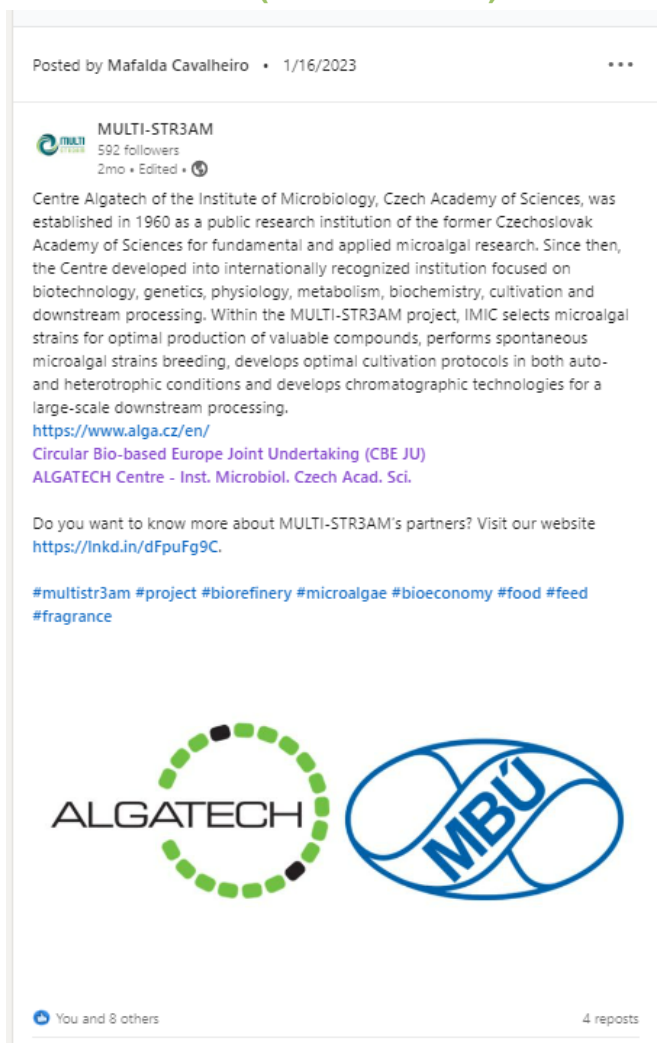 Posted by Mafalda Cavalheiro • 1/16/2023
MULTI
STR3AM
MULTI-STR3AM
592 followers
2mo • Edited •
Centre Algatech of the Institute of Microbiology, Czech Academy of Sciences, was
established in 1960 as a public research institution of the former Czechoslovak
Academy of Sciences for fundamental and applied microalgal research. Since then,
the Centre developed into internationally recognized institution focused on
biotechnology, genetics, physiology, metabolism, biochemistry, cultivation and
downstream processing. Within the MULTI-STR3AM project, IMIC selects microalgal
strains for optimal production of valuable compounds, performs spontaneous
microalgal strains breeding, develops optimal cultivation protocols in both auto-
and heterotrophic conditions and develops chromatographic technologies for a
large-scale downstream processing.
https://www.alga.cz/en/
Circular Bio-based Europe Joint Undertaking (CBE JU)
ALGATECH Centre - Inst. Microbiol. Czech Acad. Sci.
Do you want to know more about MULTI-STR3AM's partners? Visit our website
https://lnkd.in/dFpuFg9C.
#multistr3am #project #biorefinery #microalgae #bioeconomy #food #feed
#fragrance
ALGATECH
MBÚ
You and 8 others
4 reposts